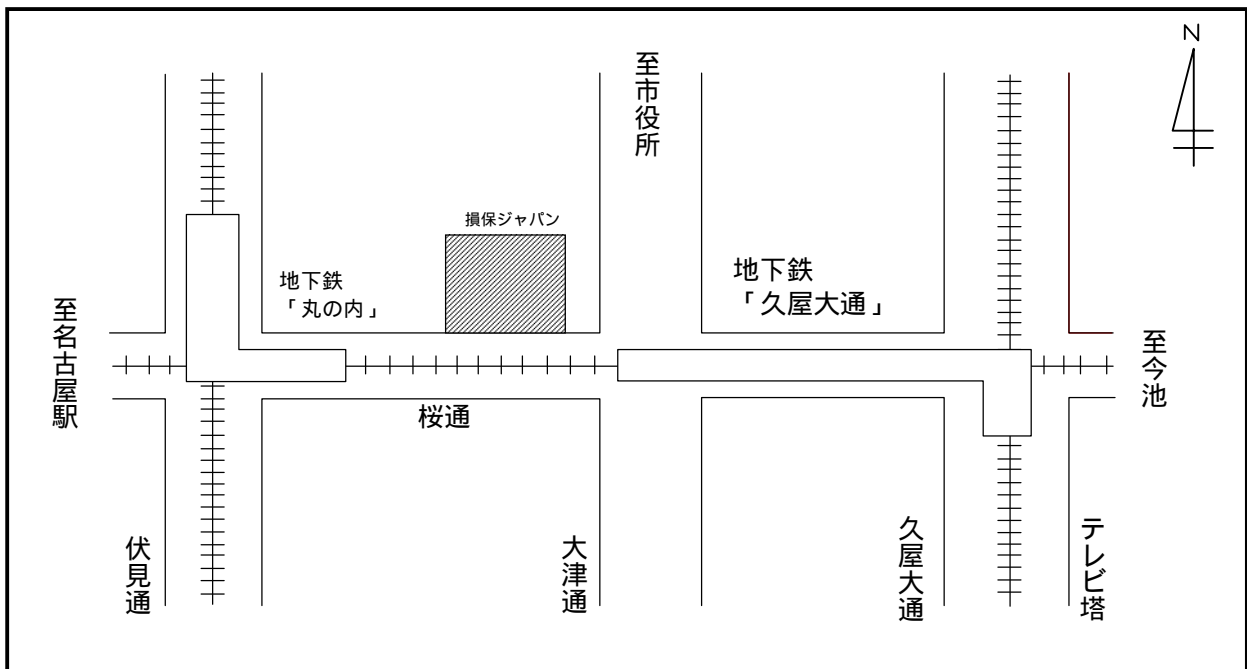 N
至市役所
損保ジャパン
地下鉄
「丸の内」
地下鉄
「久屋大通」
至名古屋駅
至今池
桜通
伏見通
大津通
久屋大通
テレビ塔